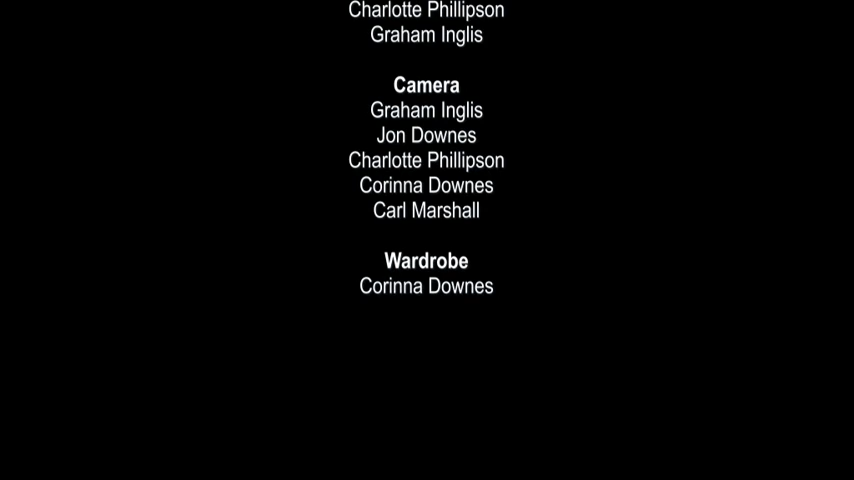 Charlotte Phillipson
Graham Inglis
Camera
Graham Inglis
Jon Downes
Charlotte Phillipson
Corinna Downes
Carl Marshall
Wardrobe
Corinna Downes